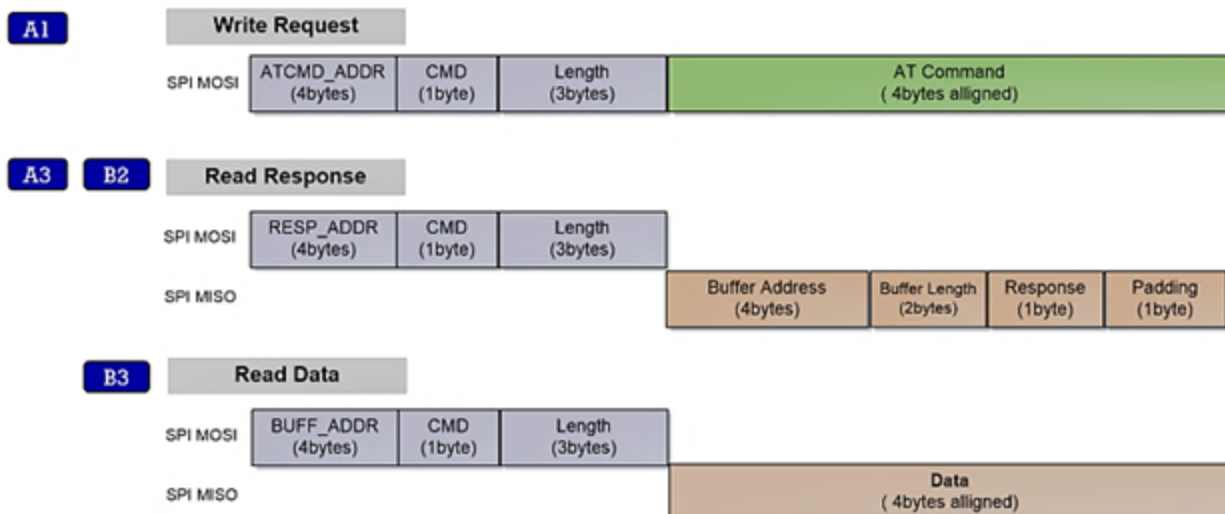 A1
Write Request
SPI MOSI
ATCMD_ADDR
(4bytes)
CMD
(1byte)
Length
(3bytes)
AT Command
( 4bytes alligned)
A3
B2
Read Response
SPI MOSI
RESP_ADDR
(4bytes)
CMD
(1byte)
Length
(3bytes)
SPI MISO
Buffer Address
(4bytes)
Buffer Length
(2bytes)
Response
(1byte)
Padding
(1byte)
B3
Read Data
SPI MOSI
BUFF_ADDR
(4bytes)
CMD
(1byte)
Length
(3bytes)
SPI MISO
Data
( 4bytes alligned)